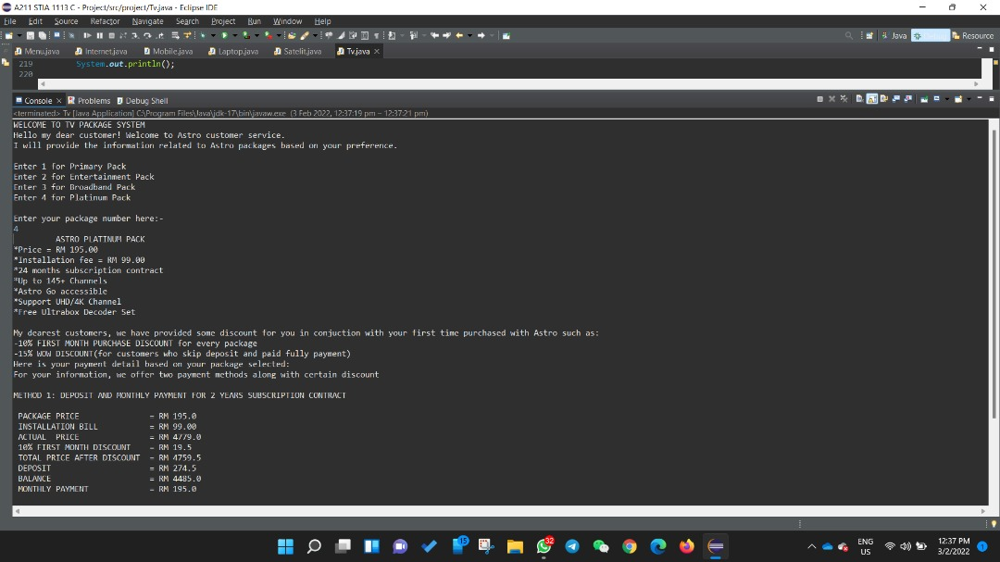 A211 STIA 1113 C - Project/src/project/Tv.java - Eclipse IDE
File Edit Source Refactor Navigate Search Project Run Window Help
Java Resource
Menu.java Internet.java Mobile.java Laptop.java Satelit.java Tv.java
219 System.out.println();
220
Console Problems Debug Shell
<terminated> Tv [Java Application] C:\Program Files\Java\jdk-17\bin\javaw.exe (3 Feb 2022, 12:37:19 pm – 12:37:21 pm)
WELCOME TO TV PACKAGE SYSTEM
Hello my dear customer! Welcome to Astro customer service.
I will provide the information related to Astro packages based on your preference.
Enter 1 for Primary Pack
Enter 2 for Entertainment Pack
Enter 3 for Broadband Pack
Enter 4 for Platinum Pack
Enter your package number here:-
4
ASTRO PLATINUM PACK
*Price = RM 195.00
*Installation fee = RM 99.00
*24 months subscription contract
*Up to 145+ Channels
*Astro Go accessible
*Support UHD/4K Channel
*Free Ultrabox Decoder Set
My dearest customers, we have provided some discount for you in conjuction with your first time purchased with Astro such as:
-10% FIRST MONTH PURCHASE DISCOUNT for every package
-15% WOW DISCOUNT(for customers who skip deposit and paid fully payment)
Here is your payment detail based on your package selected:
For your information, we offer two payment methods along with certain discount
METHOD 1: DEPOSIT AND MONTHLY PAYMENT FOR 2 YEARS SUBSCRIPTION CONTRACT
PACKAGE PRICE = RM 195.0
INSTALLATION BILL = RM 99.00
ACTUAL PRICE = RM 4779.0
10% FIRST MONTH DISCOUNT = RM 19.5
TOTAL PRICE AFTER DISCOUNT = RM 4759.5
DEPOSIT = RM 274.5
BALANCE = RM 4485.0
MONTHLY PAYMENT = RM 195.0
15 32 ENG 12:37 PM 1
US 3/2/2022